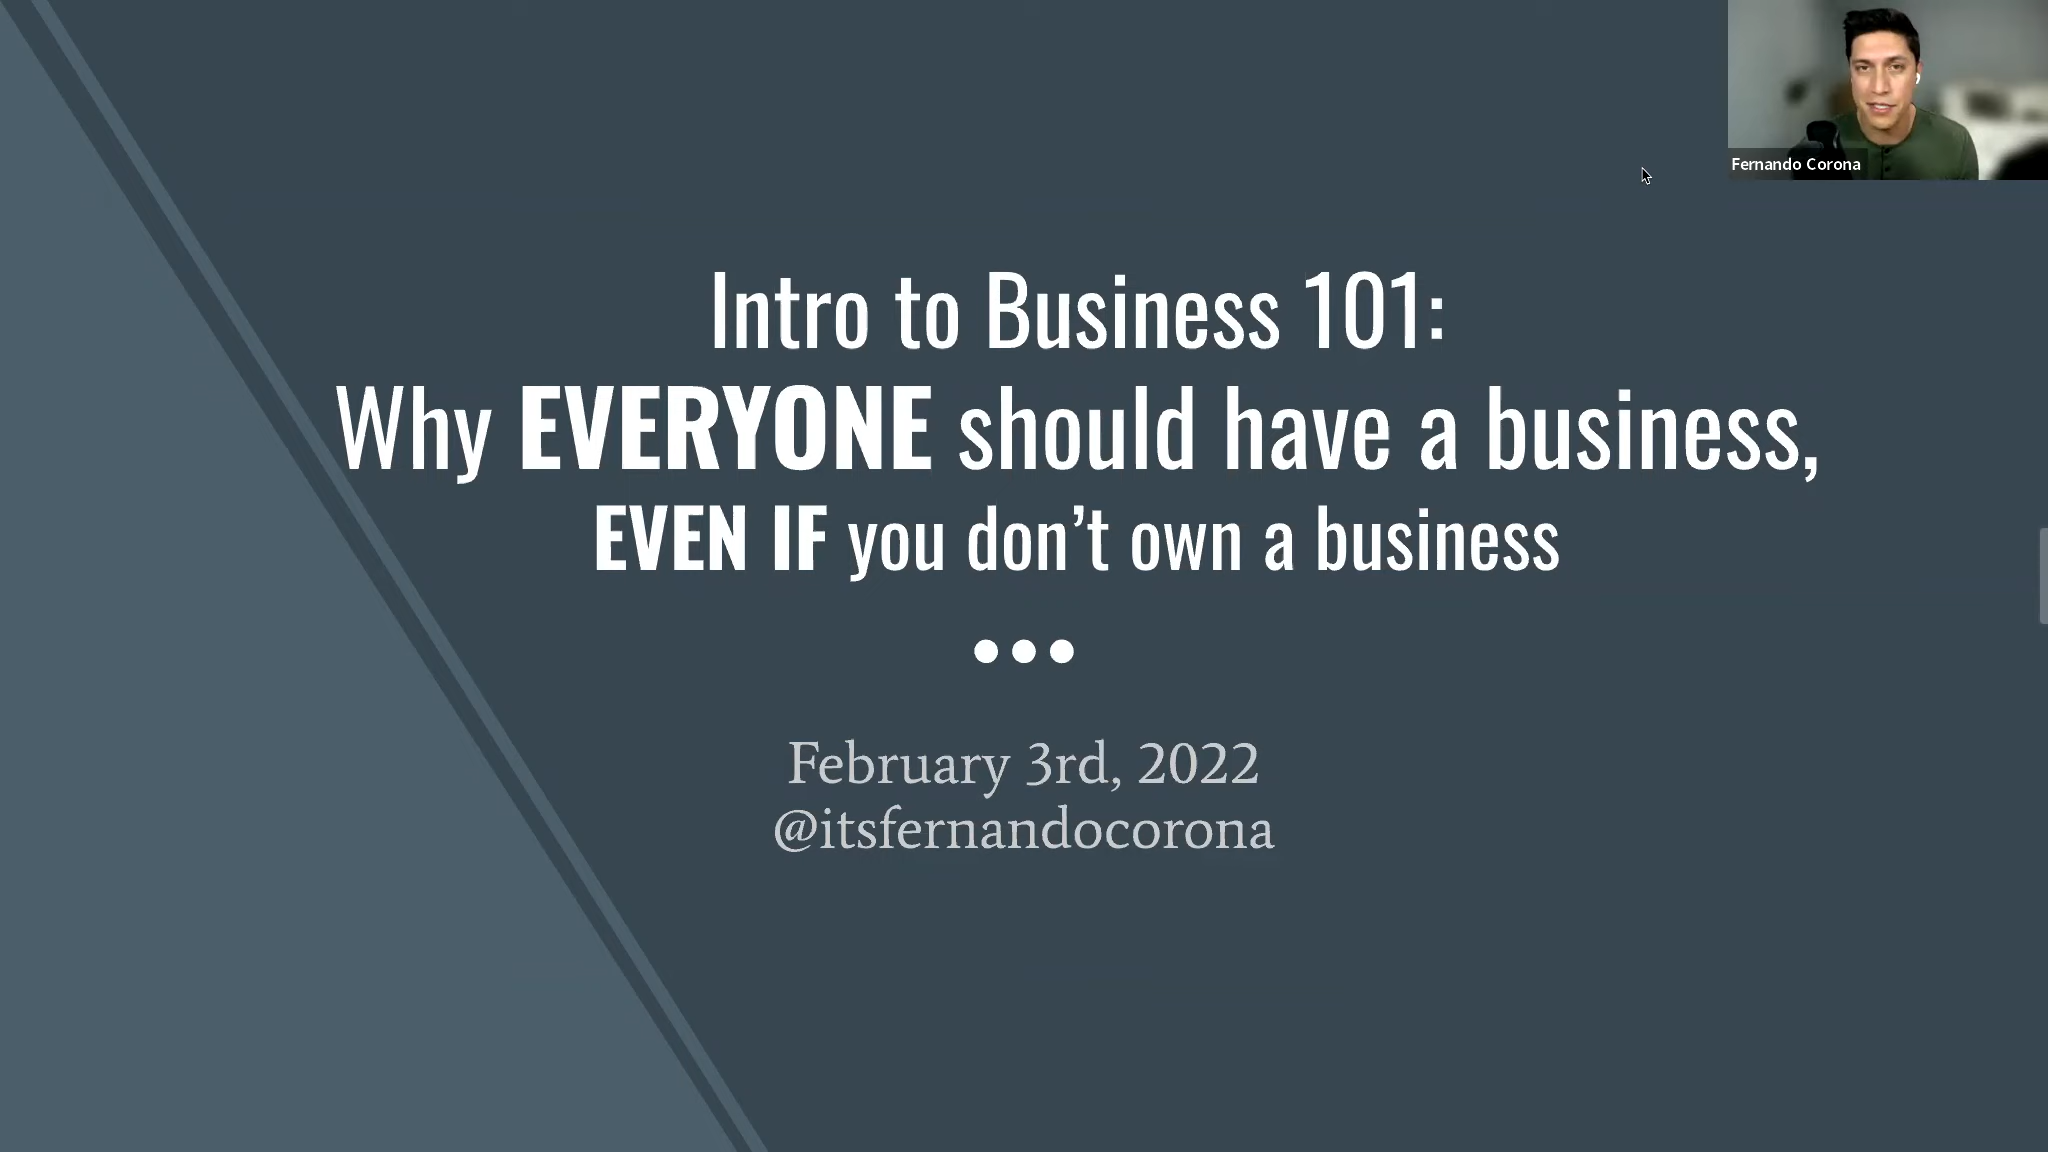 Fernando Corona
Intro to Business 101:
Why EVERYONE should have a business,
EVEN IF you don’t own a business
February 3rd, 2022
@itsfernandocorona